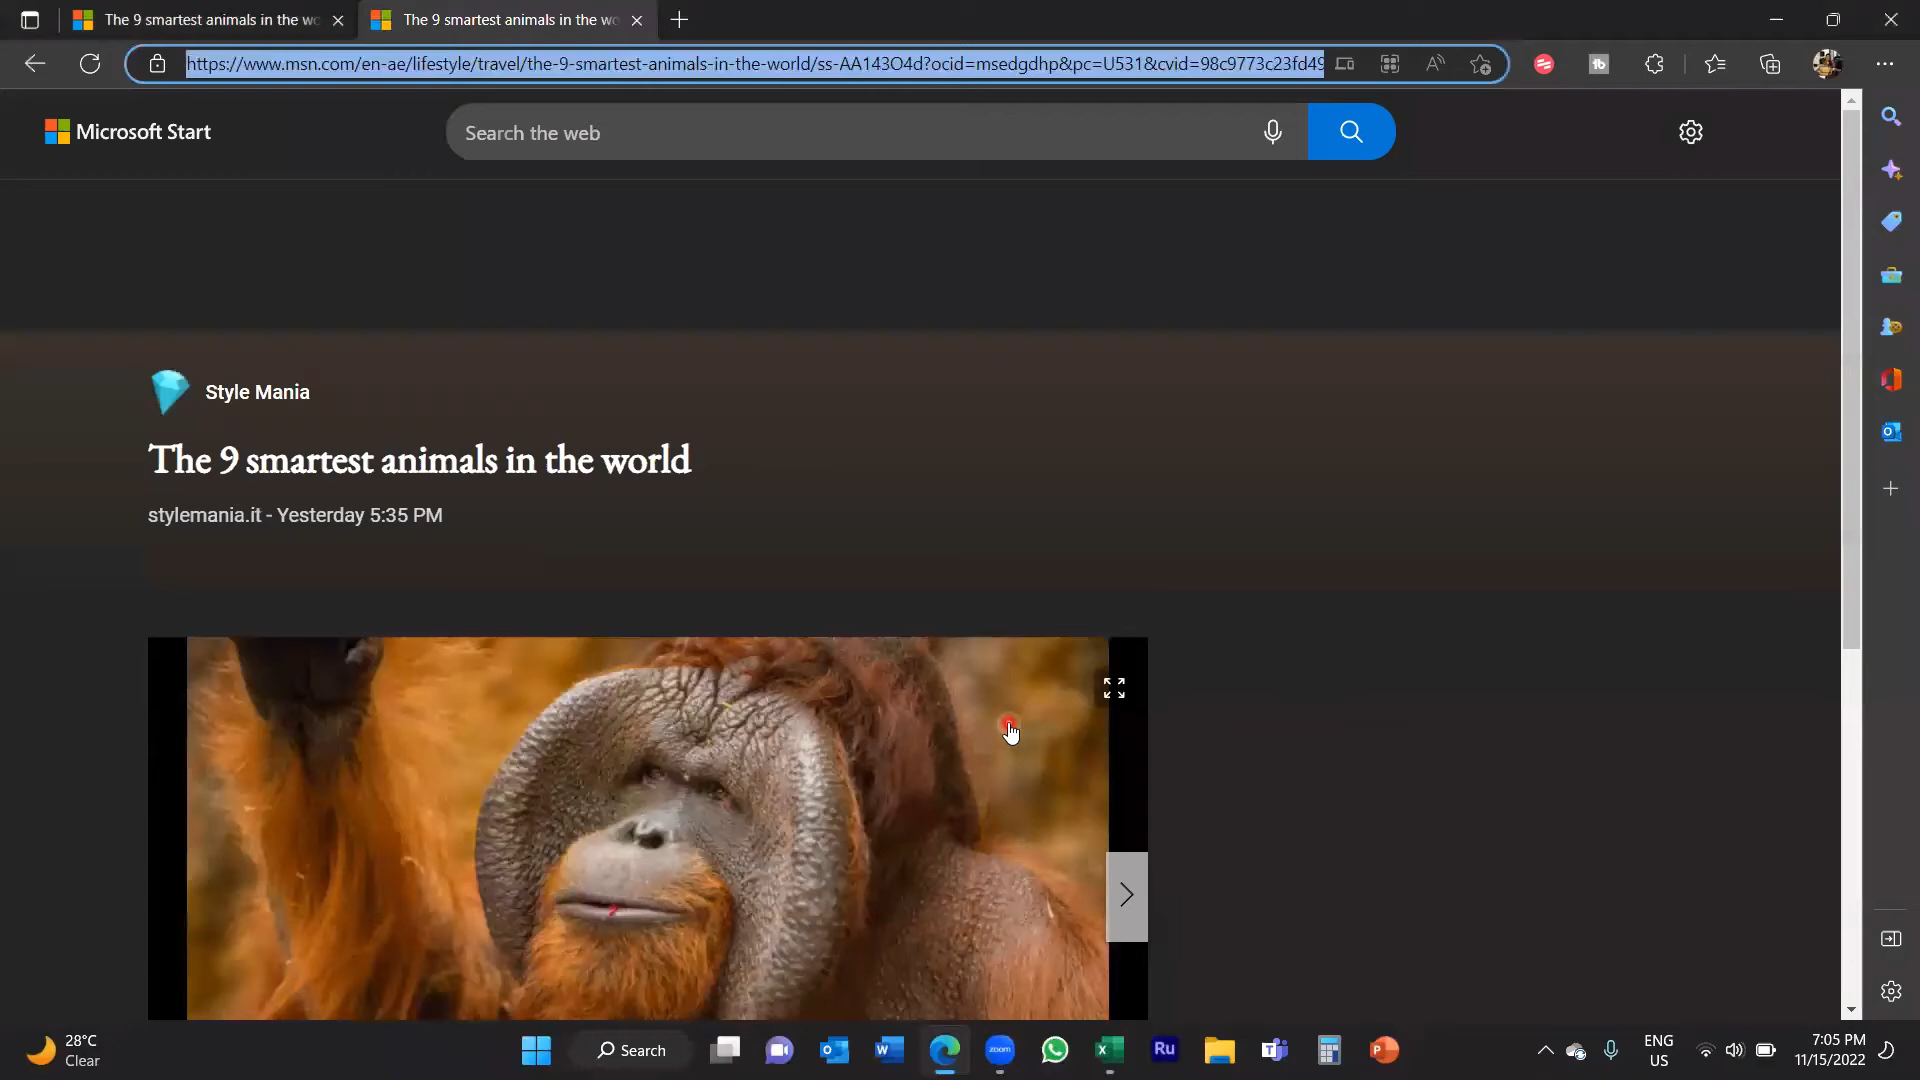 The 9 smartest animals in the wo
The 9 smartest animals in the wo
https://www.msn.com/en-ae/lifestyle/travel/the-9-smartest-animals-in-the-world/ss-AA143O4d?ocid=msedgdhp&pc=U531&cvid=98c9773c23fd49
Microsoft Start
Search the web
Style Mania
The 9 smartest animals in the world
stylemania.it - Yesterday 5:35 PM
28°C
Clear
Search
zoom
Ru
ENG
US
7:05 PM
11/15/2022